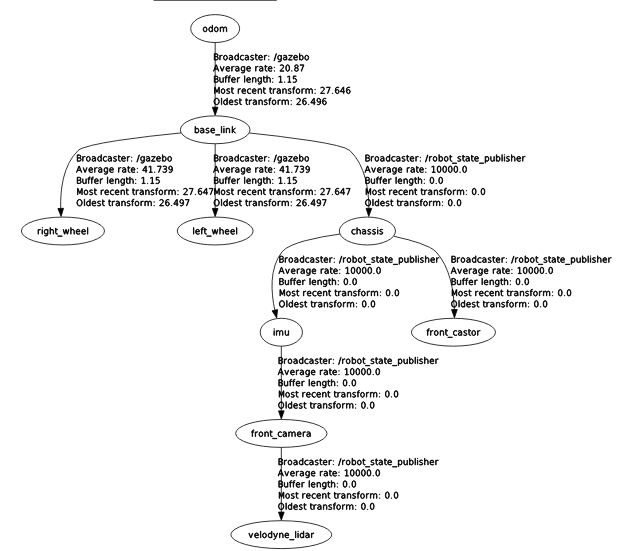 odom
Broadcaster: /gazebo
Average rate: 20.87
Buffer length: 1.15
Most recent transform: 27.646
Oldest transform: 26.496
base_link
Broadcaster: /gazebo
Average rate: 41.739
Buffer length: 1.15
Most recent transform: 27.647
Oldest transform: 26.497
Broadcaster: /gazebo
Average rate: 41.739
Buffer length: 1.15
Most recent transform: 27.647
Oldest transform: 26.497
Broadcaster: /robot_state_publisher
Average rate: 10000.0
Buffer length: 0.0
Most recent transform: 0.0
Oldest transform: 0.0
right_wheel
left_wheel
chassis
Broadcaster: /robot_state_publisher
Average rate: 10000.0
Buffer length: 0.0
Most recent transform: 0.0
Oldest transform: 0.0
Broadcaster: /robot_state_publisher
Average rate: 10000.0
Buffer length: 0.0
Most recent transform: 0.0
Oldest transform: 0.0
imu
front_castor
Broadcaster: /robot_state_publisher
Average rate: 10000.0
Buffer length: 0.0
Most recent transform: 0.0
Oldest transform: 0.0
front_camera
Broadcaster: /robot_state_publisher
Average rate: 10000.0
Buffer length: 0.0
Most recent transform: 0.0
Oldest transform: 0.0
velodyne_lidar